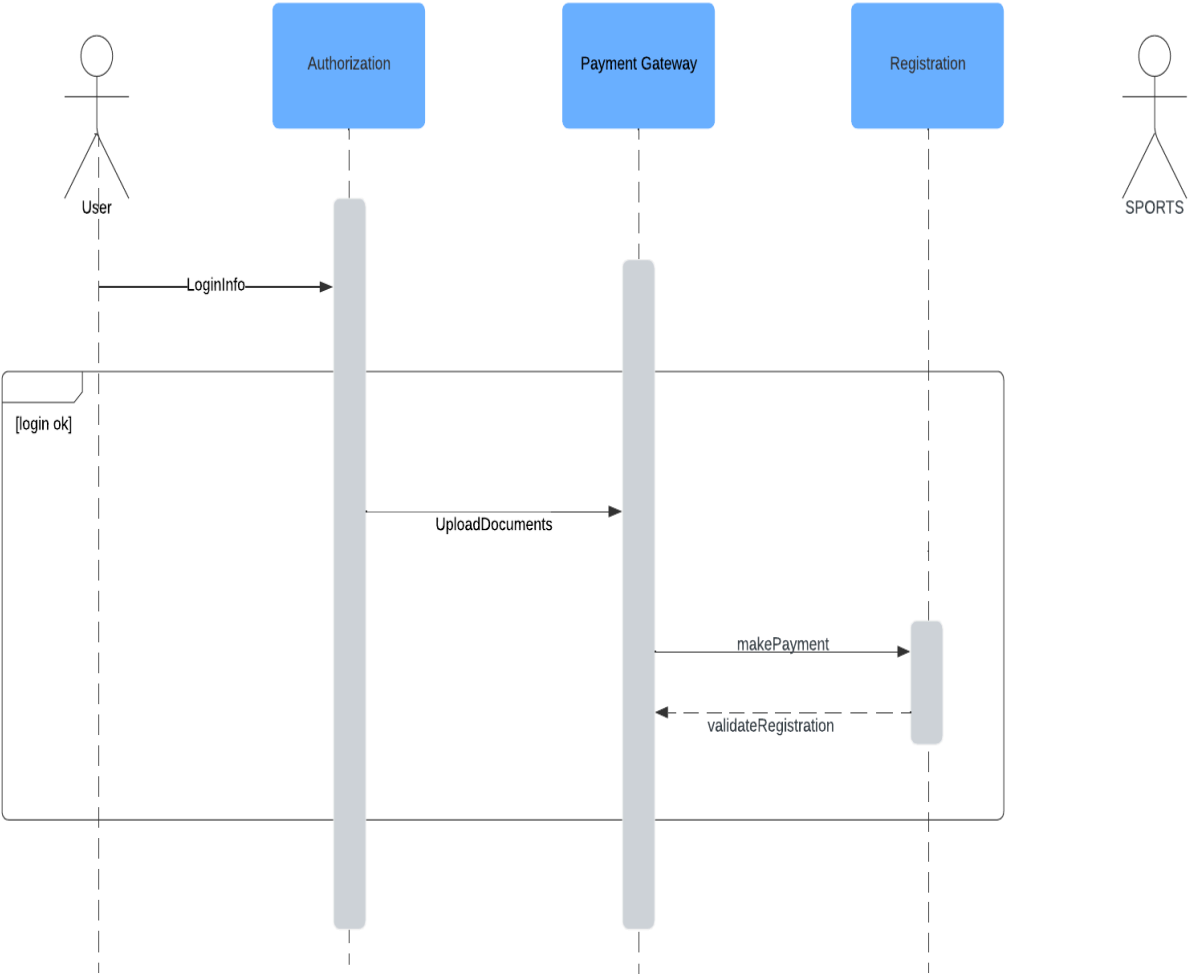 Authorization
Payment Gateway
Registration
User
SPORTS
LoginInfo
[login ok]
UploadDocuments
makePayment
validateRegistration